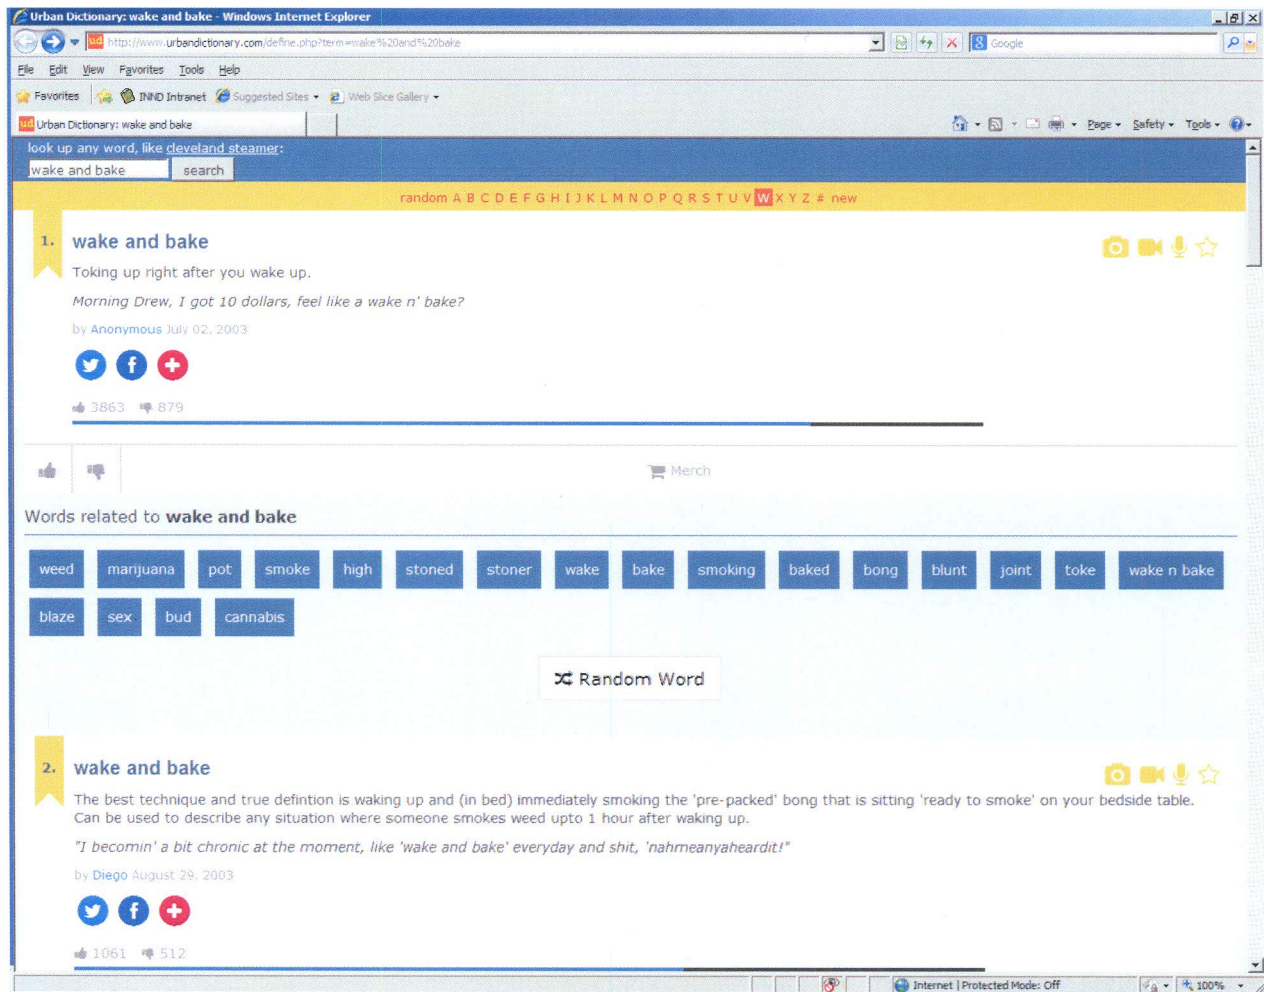 Urban Dictionary: wake and bake - Windows Internet Explorer
http://www.urbandictionary.com/define.php?term=wake%20and%20bake
Google
File Edit View Favorites Tools Help
Favorites INND Intranet Suggested Sites Web Slice Gallery
ud Urban Dictionary: wake and bake
Page Safety Tools
look up any word, like cleveland steamer:
wake and bake search
random A B C D E F G H I J K L M N O P Q R S T U V W X Y Z # new
1. wake and bake
Toking up right after you wake up.
Morning Drew, I got 10 dollars, feel like a wake n' bake?
by Anonymous July 02, 2003
3863 879
Merch
Words related to wake and bake
weed marijuana pot smoke high stoned stoner wake bake smoking baked bong blunt joint toke wake n bake
blaze sex bud cannabis
Random Word
2. wake and bake
The best technique and true defintion is waking up and (in bed) immediately smoking the 'pre-packed' bong that is sitting 'ready to smoke' on your bedside table.
Can be used to describe any situation where someone smokes weed upto 1 hour after waking up.
"I becomin' a bit chronic at the moment, like 'wake and bake' everyday and shit, 'nahmeanyaheardit!"
by Diego August 29, 2003
1061 512
Internet | Protected Mode: Off 100%